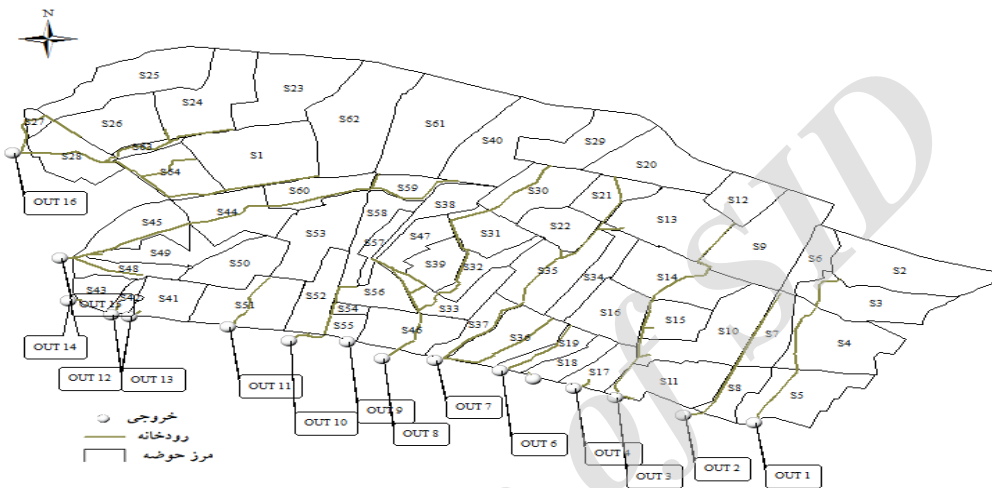 N
S25
S24
S23
S62
S61
S40
S29
S20
S27
S26
S28
S63
S64
S1
S60
S59
S30
S21
S12
S45
S44
S58
S38
S13
S53
S57
S47
S31
S22
S9
S6
S2
S49
S50
S39
S32
S35
S34
S14
S3
S48
S43
S42
S41
S51
S52
S54
S56
S33
S16
S15
S10
S7
S4
S55
S46
S37
S36
S19
S18
S17
S11
S8
S5
OUT 16
OUT 15
OUT 14
OUT 12
OUT 13
OUT 11
OUT 10
OUT 9
OUT 8
OUT 7
OUT 6
OUT 4
OUT 3
OUT 2
OUT 1
خروجی
رودخانه
مرز حوضه
of SID